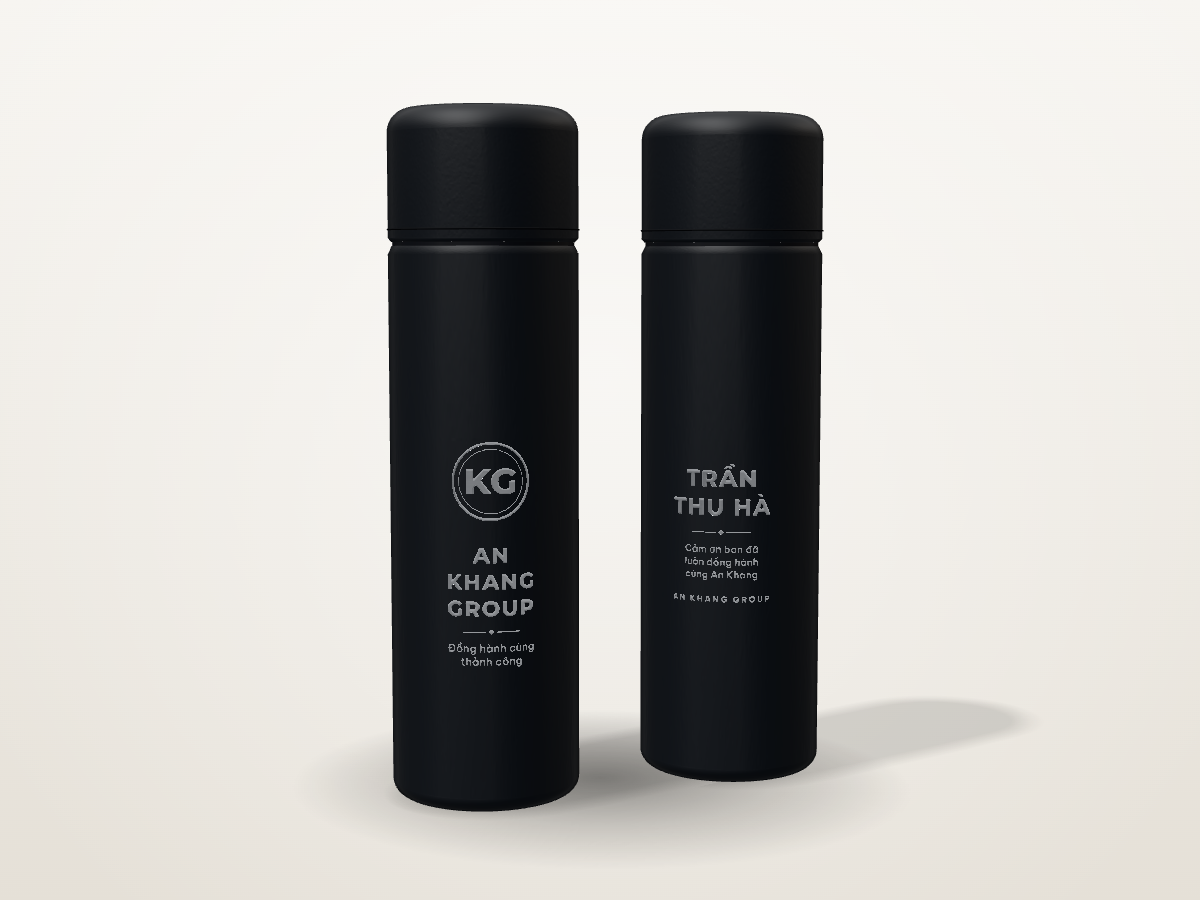 KG
AN
KHANG
GROUP
Đồng hành cùng
thành công
TRẦN
THU HÀ
Cảm ơn bạn đã
luôn đồng hành
cùng An Khang
AN KHANG GROUP